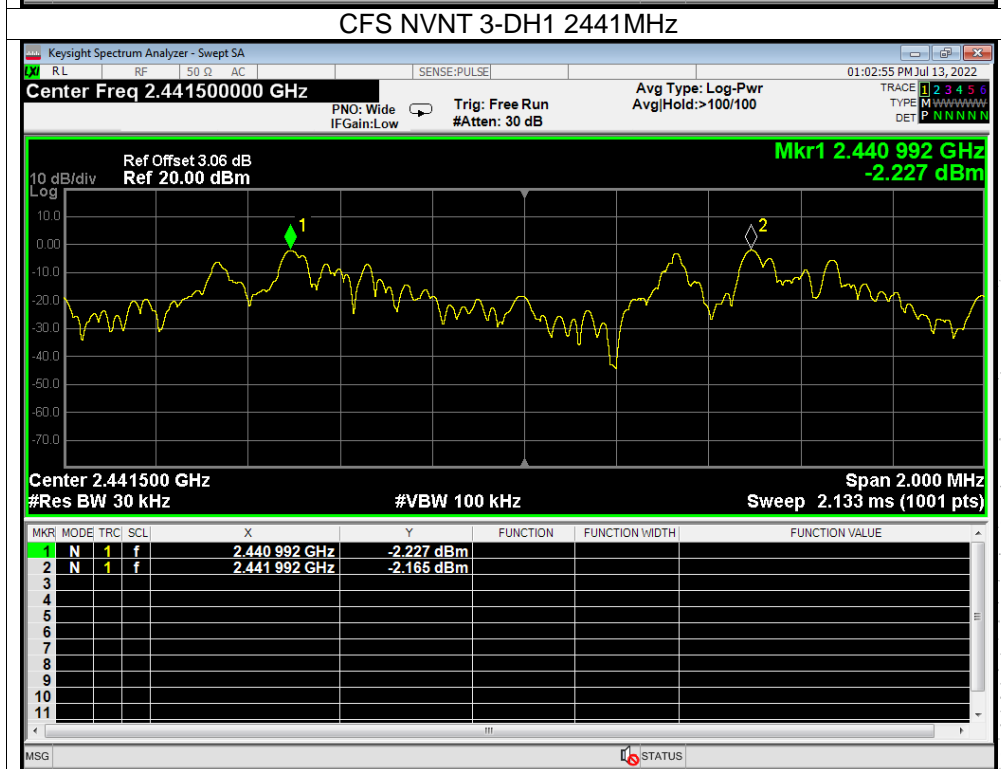 CFS NVNT 3-DH1 2441MHz
Keysight Spectrum Analyzer - Swept SA
LXI RL RF 50 Ω AC SENSE:PULSE 01:02:55 PM Jul 13, 2022
Center Freq 2.441500000 GHz
PNO: Wide
IFGain:Low
Trig: Free Run
#Atten: 30 dB
Avg Type: Log-Pwr
Avg|Hold:>100/100
TRACE 1 2 3 4 5 6
TYPE M WWWWW
DET P N N N N N
Ref Offset 3.06 dB
10 dB/div Ref 20.00 dBm
Log
Mkr1 2.440 992 GHz
-2.227 dBm
10.0
0.00
-10.0
-20.0
-30.0
-40.0
-50.0
-60.0
-70.0
1
2
Center 2.441500 GHz Span 2.000 MHz
#Res BW 30 kHz #VBW 100 kHz Sweep 2.133 ms (1001 pts)
MKR MODE TRC SCL X Y FUNCTION FUNCTION WIDTH FUNCTION VALUE
1 N 1 f 2.440 992 GHz -2.227 dBm
2 N 1 f 2.441 992 GHz -2.165 dBm
3
4
5
6
7
8
9
10
11
MSG STATUS